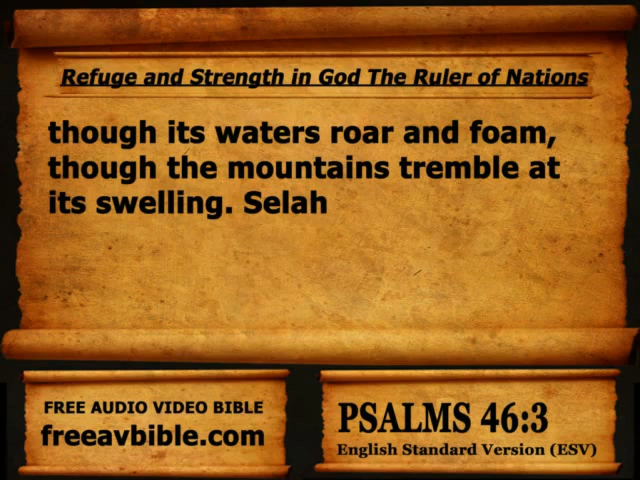 Refuge and Strength in God The Ruler of Nations
though its waters roar and foam,
though the mountains tremble at
its swelling. Selah
FREE AUDIO VIDEO BIBLE
freeavbible.com
PSALMS 46:3
English Standard Version (ESV)